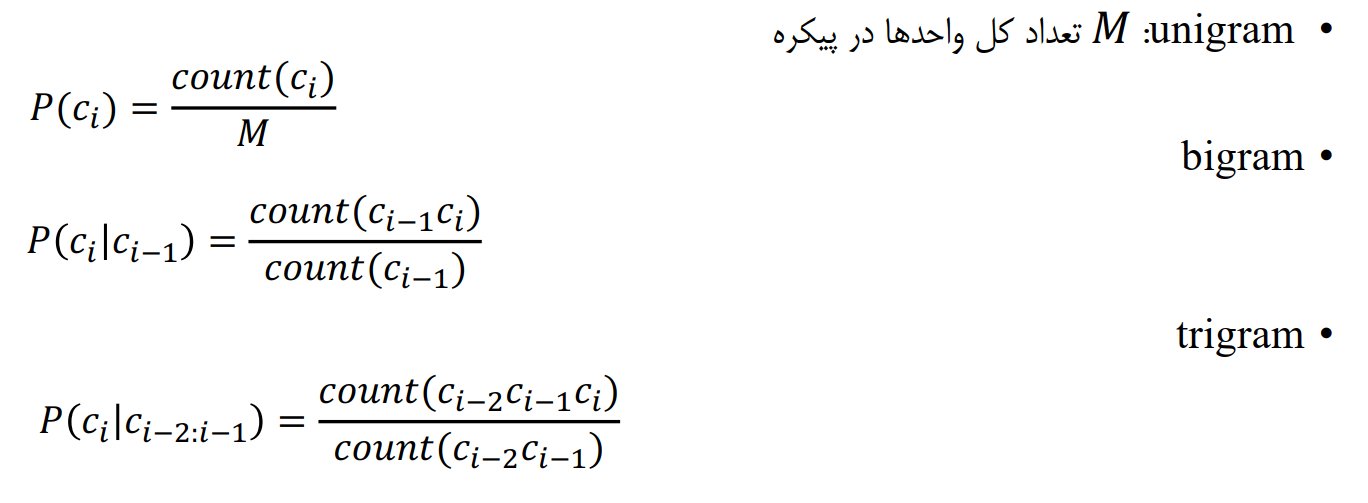 • unigram: M تعداد کل واحدها در پیکره
P(c_i) = count(c_i) / M
• bigram
P(c_i|c_{i−1}) = count(c_{i−1}c_i) / count(c_{i−1})
• trigram
P(c_i|c_{i−2:i−1}) = count(c_{i−2}c_{i−1}c_i) / count(c_{i−2}c_{i−1})